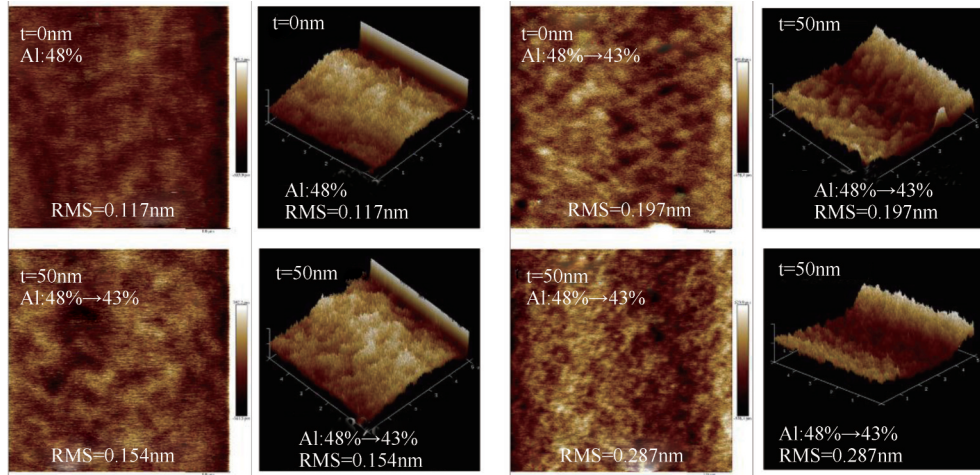 t=0nm
Al:48%
RMS=0.117nm
t=0nm
Al:48%
RMS=0.117nm
t=0nm
Al:48%→43%
RMS=0.197nm
t=50nm
Al:48%→43%
RMS=0.197nm
t=50nm
Al:48%→43%
RMS=0.154nm
t=50nm
Al:48%→43%
RMS=0.154nm
t=50nm
Al:48%→43%
RMS=0.287nm
t=50nm
Al:48%→43%
RMS=0.287nm